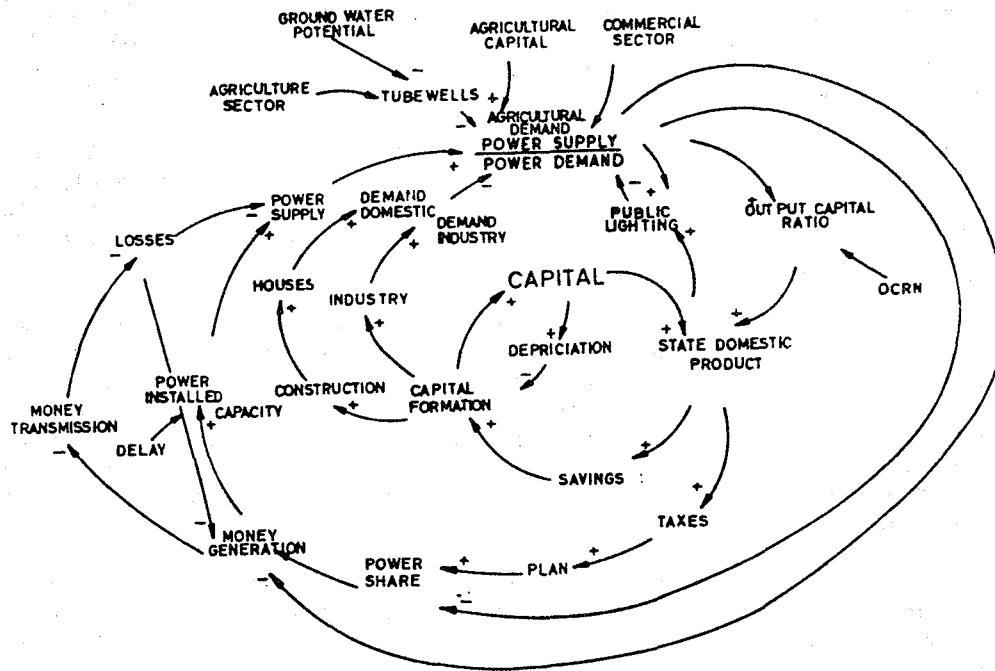 GROUND WATER
POTENTIAL
AGRICULTURAL
CAPITAL
COMMERCIAL
SECTOR
AGRICULTURE
SECTOR
TUBEWELLS
AGRICULTURAL
DEMAND
POWER SUPPLY
POWER DEMAND
POWER
SUPPLY
DEMAND
DOMESTIC
DEMAND
INDUSTRY
PUBLIC
LIGHTING
OUTPUT CAPITAL
RATIO
LOSSES
HOUSES
INDUSTRY
CAPITAL
OCRN
DEPRICIATION
STATE DOMESTIC
PRODUCT
POWER
INSTALLED
CAPACITY
CONSTRUCTION
CAPITAL
FORMATION
MONEY
TRANSMISSION
DELAY
SAVINGS
TAXES
MONEY
GENERATION
POWER
SHARE
PLAN